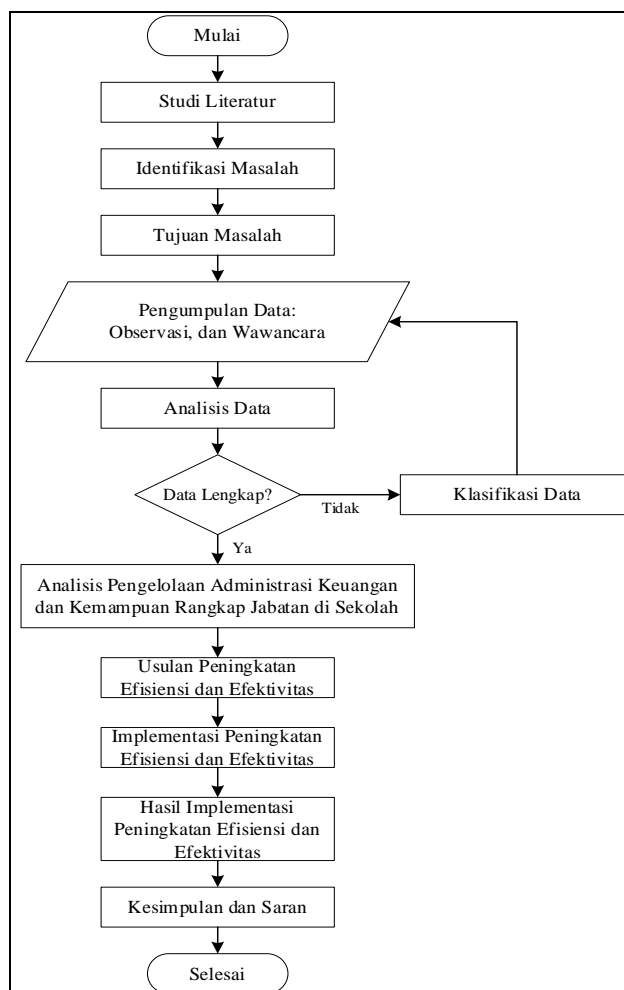 Mulai
Studi Literatur
Identifikasi Masalah
Tujuan Masalah
Pengumpulan Data:
Observasi, dan Wawancara
Analisis Data
Data Lengkap?
Tidak
Klasifikasi Data
Ya
Analisis Pengelolaan Administrasi Keuangan
dan Kemampuan Rangkap Jabatan di Sekolah
Usulan Peningkatan
Efisiensi dan Efektivitas
Implementasi Peningkatan
Efisiensi dan Efektivitas
Hasil Implementasi
Peningkatan Efisiensi dan
Efektivitas
Kesimpulan dan Saran
Selesai